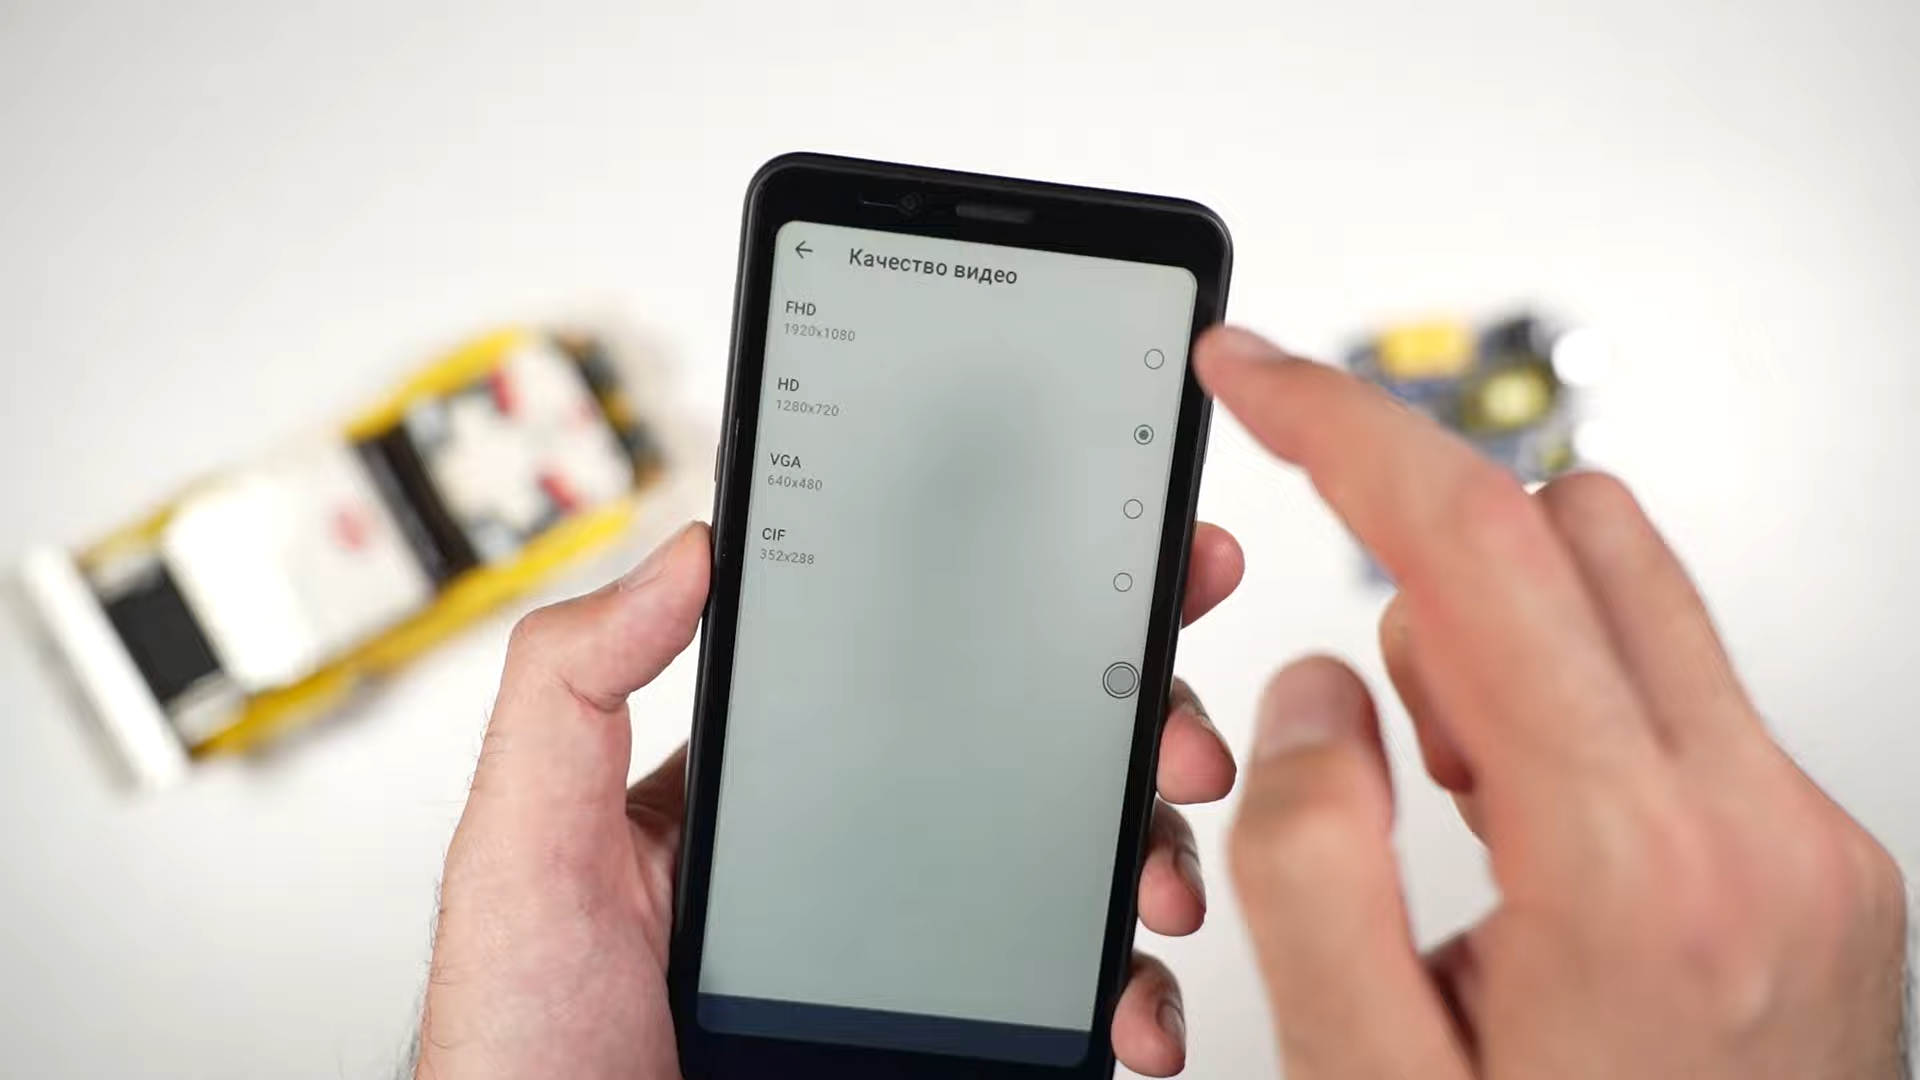 Качество видео
FHD
1920x1080
HD
1280x720
VGA
640x480
CIF
352x288